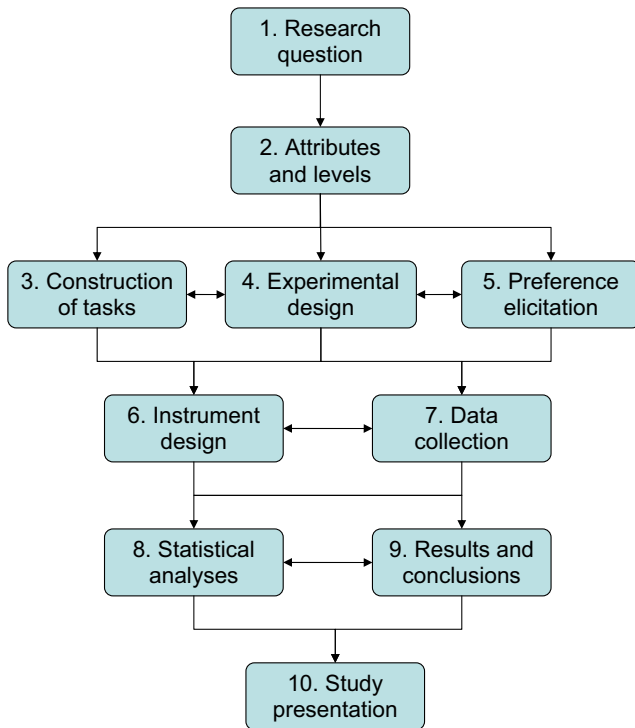 1. Research
question
2. Attributes
and levels
3. Construction
of tasks
4. Experimental
design
5. Preference
elicitation
6. Instrument
design
7. Data
collection
8. Statistical
analyses
9. Results and
conclusions
10. Study
presentation